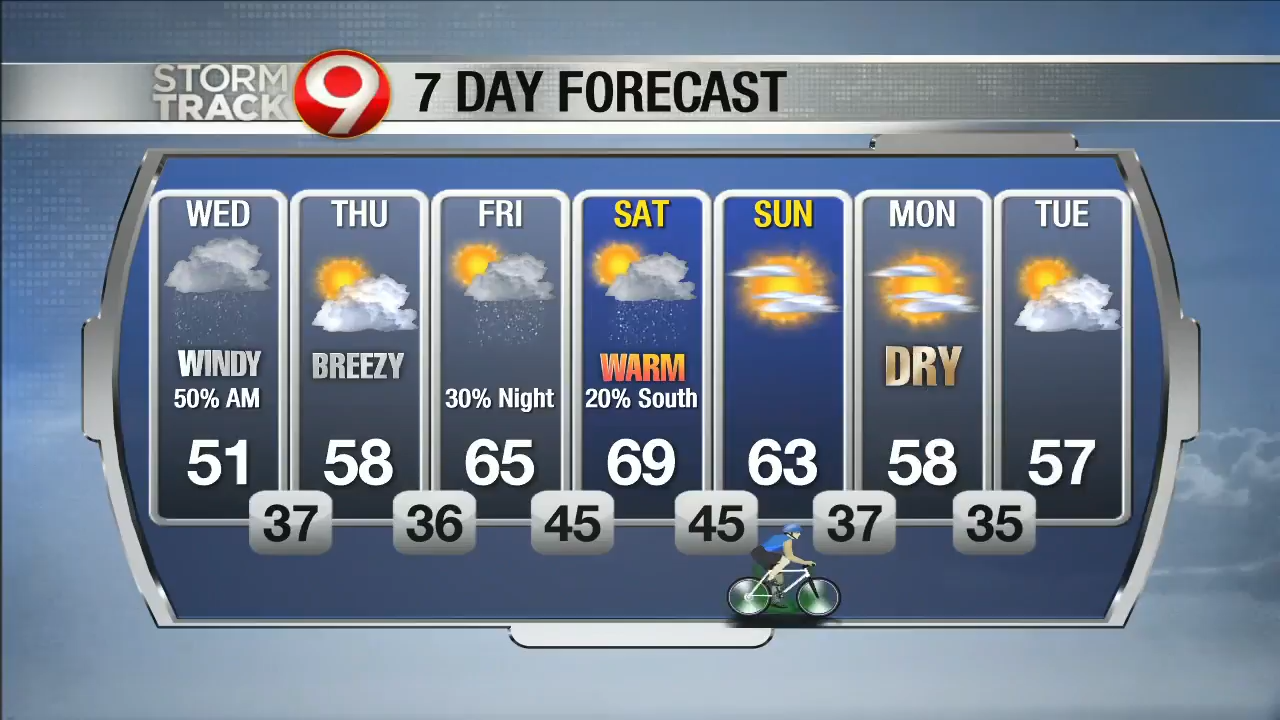 STORM
TRACK 9
7 DAY FORECAST
WED
WINDY
50% AM
51
THU
BREEZY
58
FRI
30% Night
65
SAT
WARM
20% South
69
SUN
63
MON
DRY
58
TUE
57
37
36
45
45
37
35